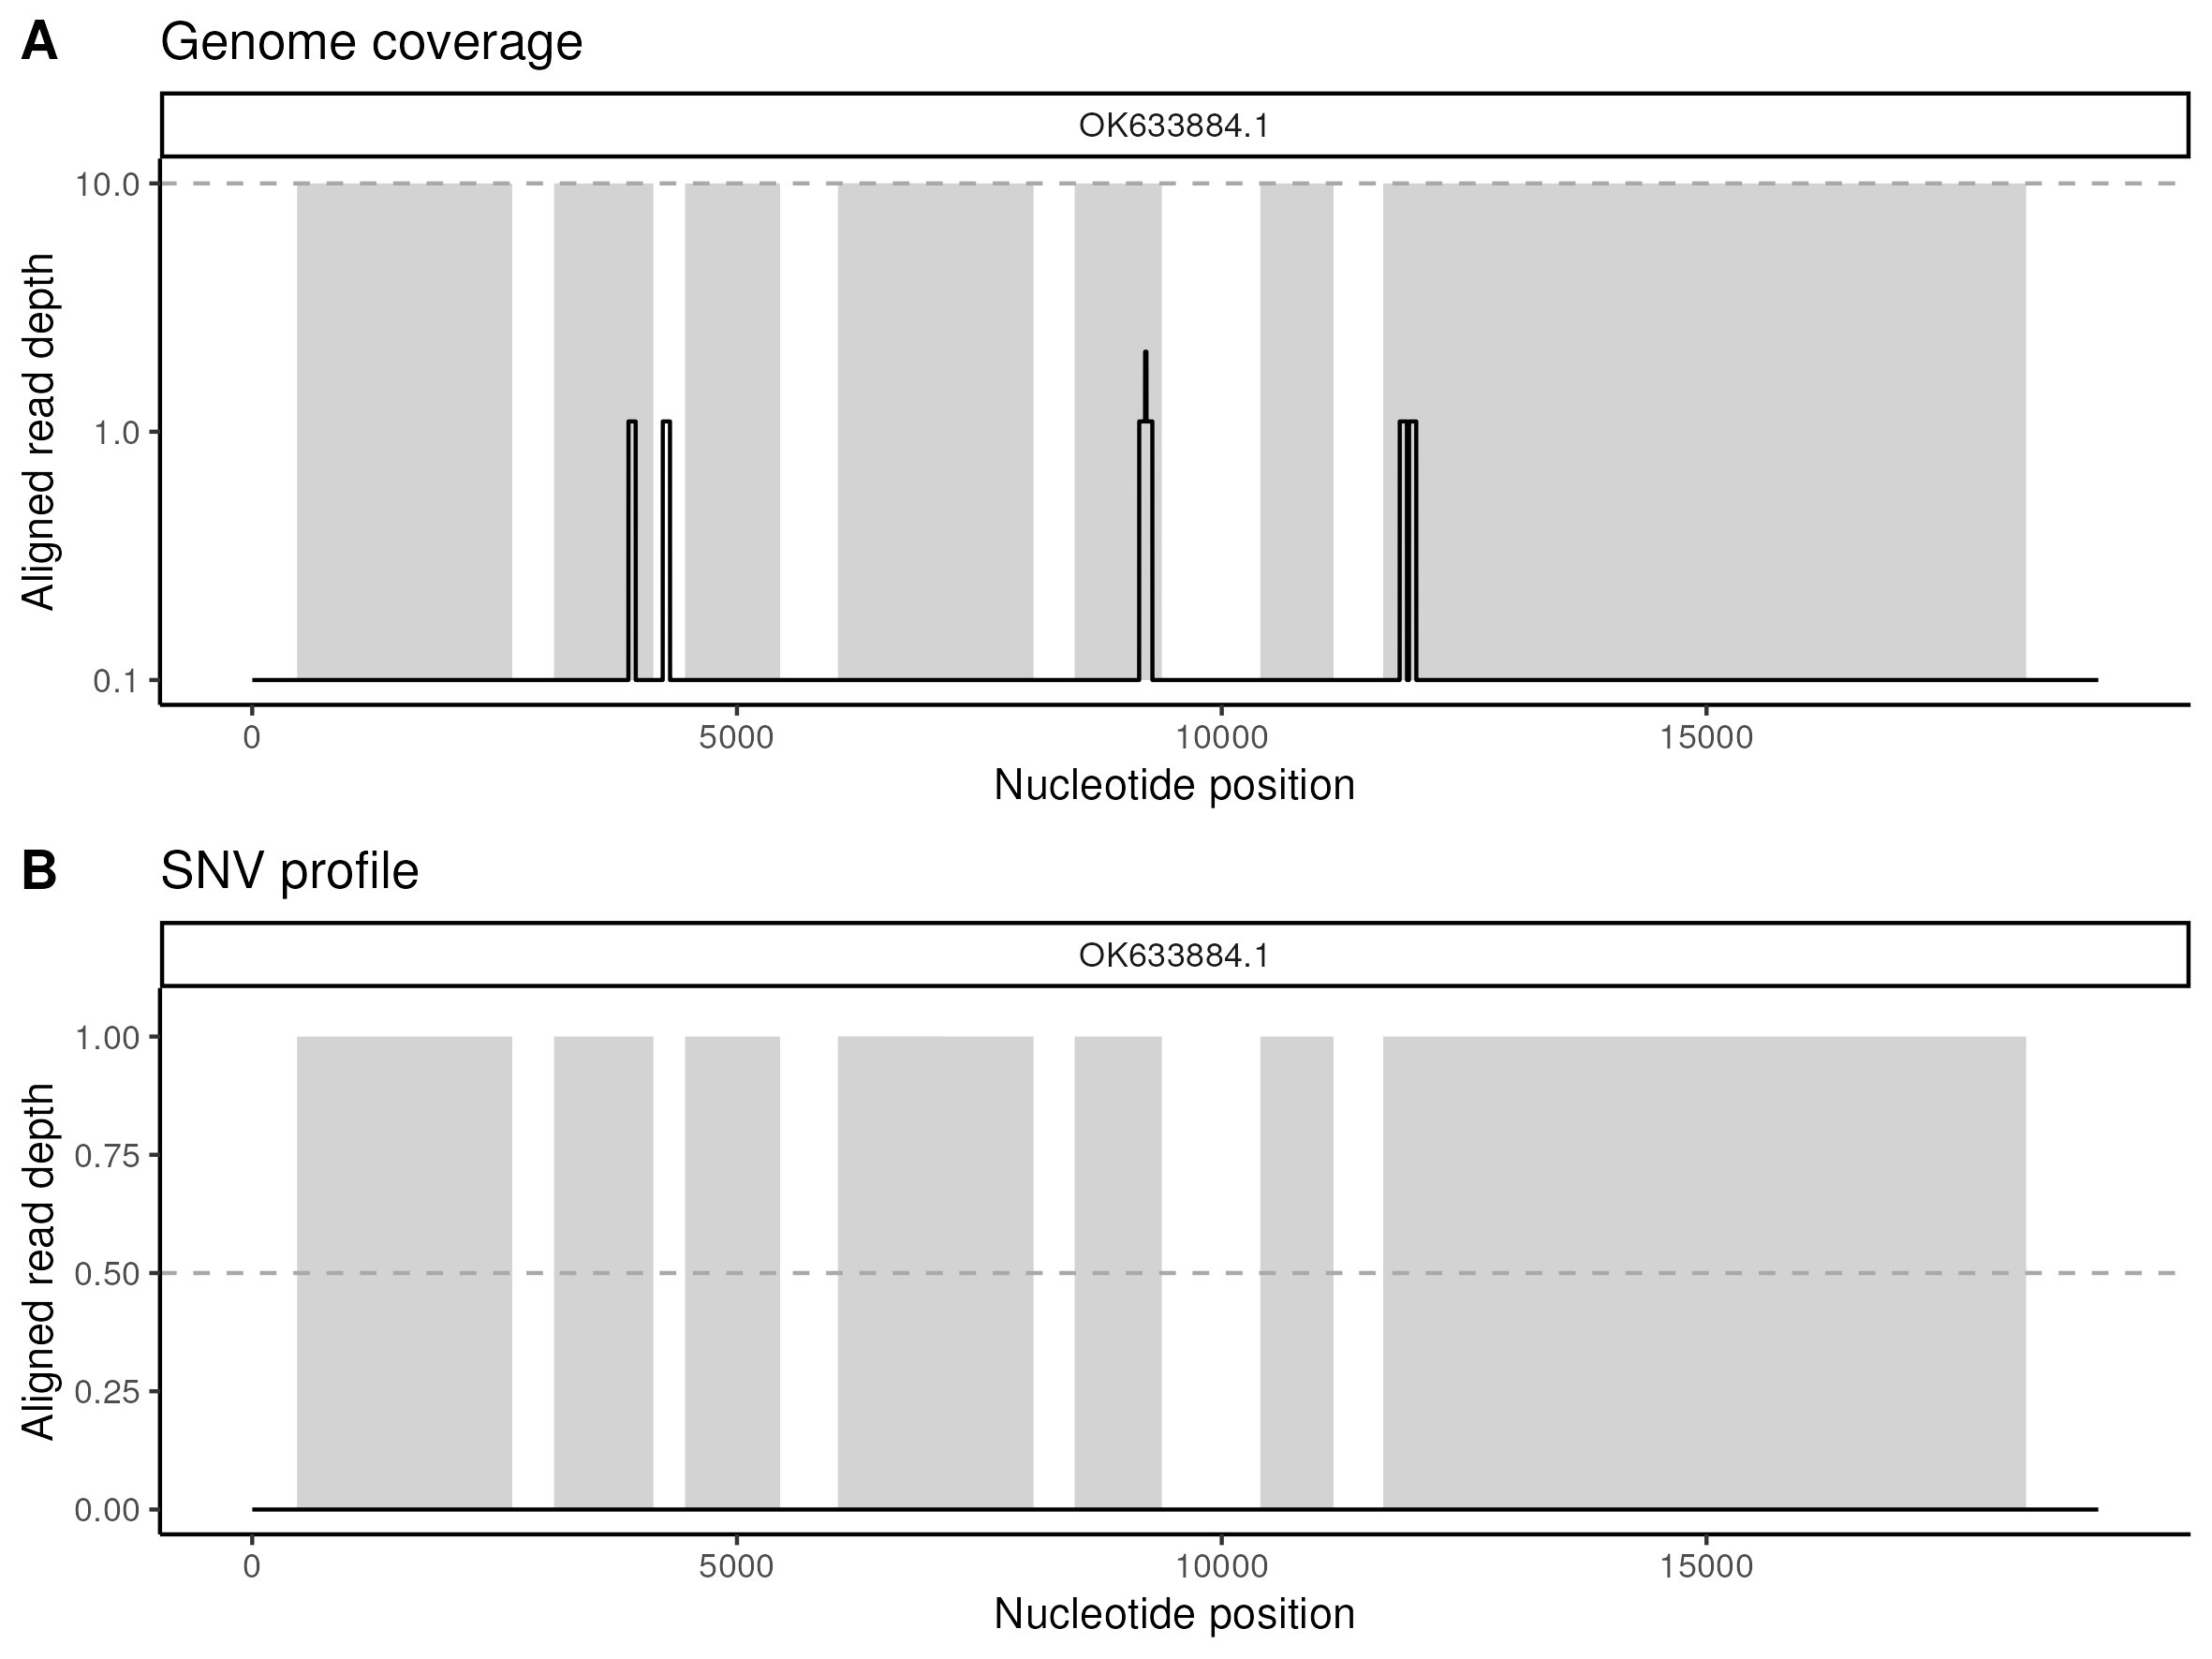 A Genome coverage
OK633884.1
10.0
1.0
0.1
Aligned read depth
0 5000 10000 15000
Nucleotide position
B SNV profile
OK633884.1
1.00
0.75
0.50
0.25
0.00
Aligned read depth
0 5000 10000 15000
Nucleotide position